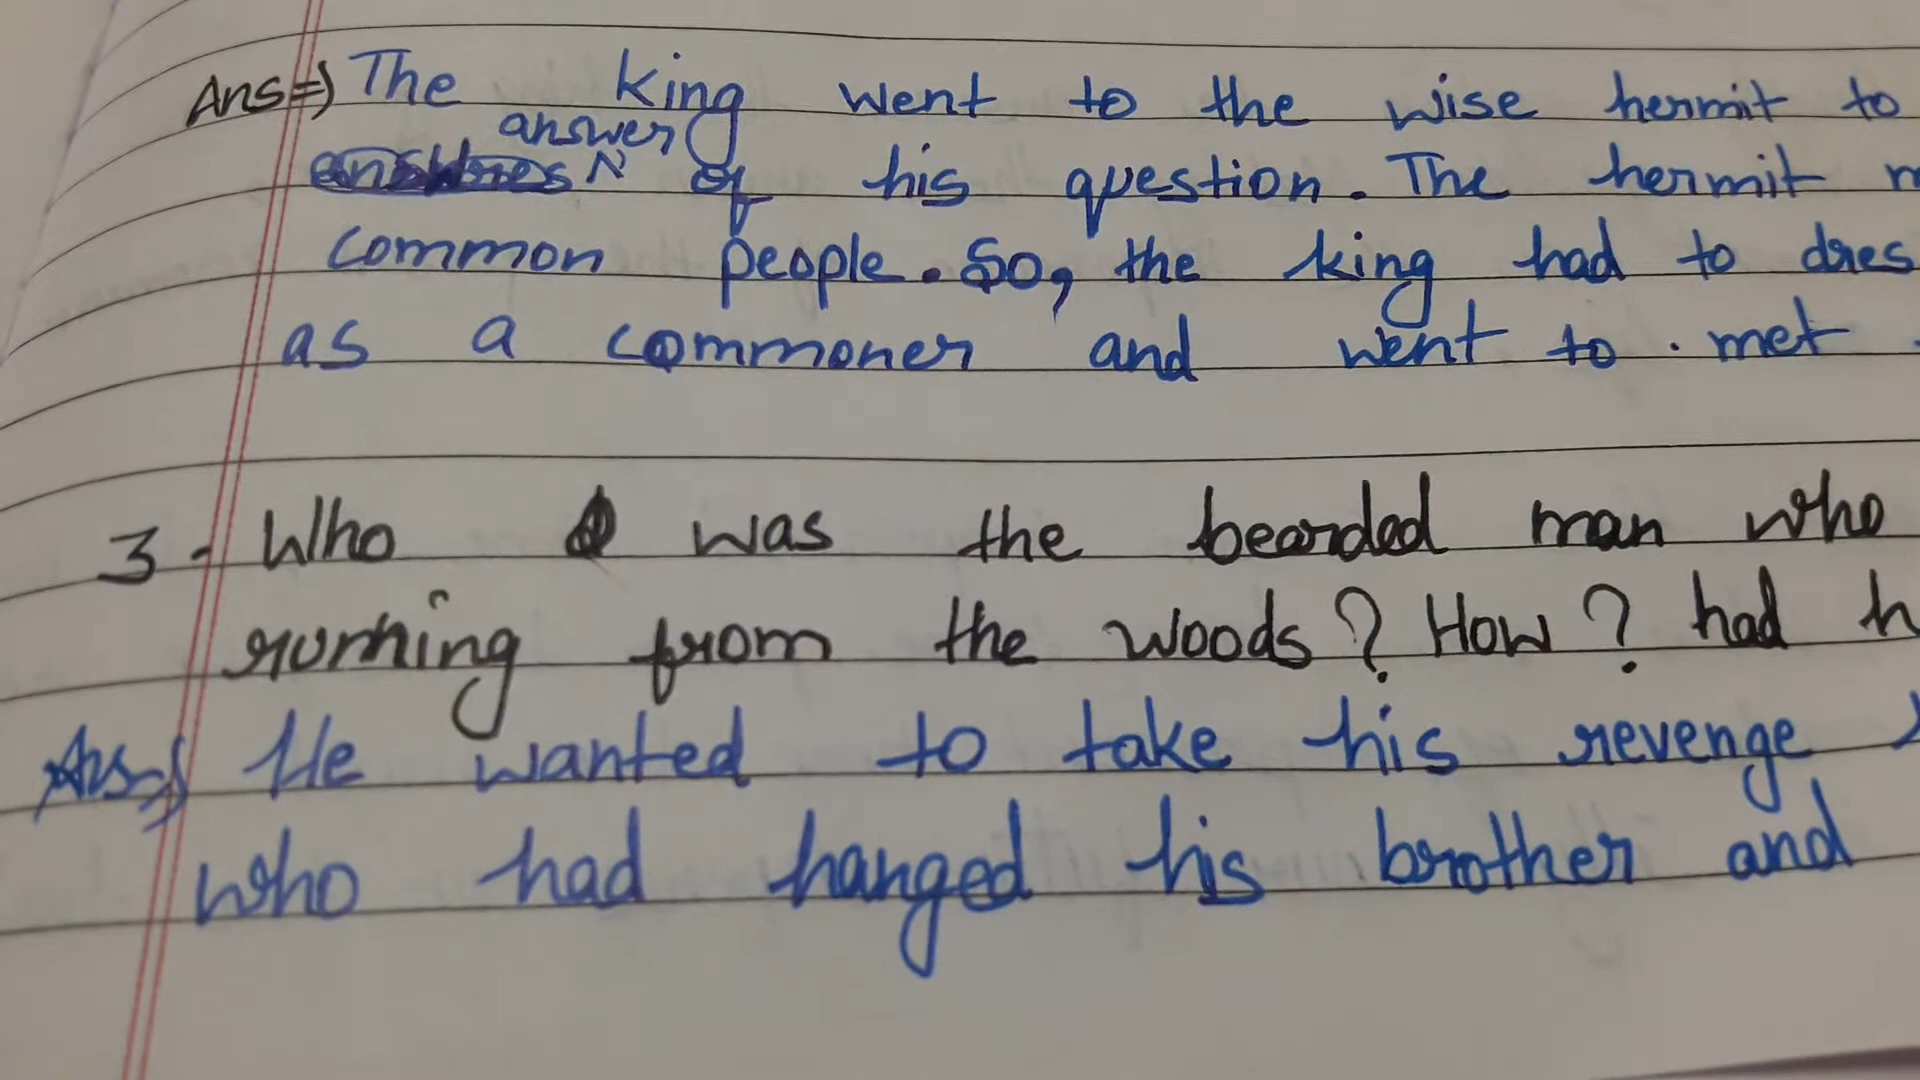 Ans⇒) The king went to the wise hermit to
answer
of his question. The hermit
common people. So, the king had to dres
as a commoner and went to met
3. Who was the bearded man who
running from the woods? How? had h
Ans⇒ He wanted to take his revenge
who had hanged his brother and